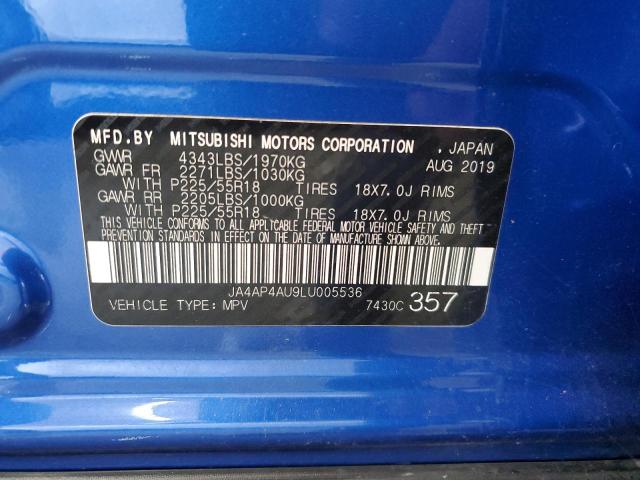 MFD.BY MITSUBISHI MOTORS CORPORATION , JAPAN
GVWR 4343LBS/1970KG AUG 2019
GAWR FR 2271LBS/1030KG
WITH P225/55R18 TIRES 18X7.0J RIMS
GAWR RR 2205LBS/1000KG
WITH P225/55R18 TIRES 18X7.0J RIMS
THIS VEHICLE CONFORMS TO ALL APPLICABLE FEDERAL MOTOR VEHICLE SAFETY AND THEFT
PREVENTION STANDARDS IN EFFECT ON THE DATE OF MANUFACTURE SHOWN ABOVE.
JA4AP4AU9LU005536
VEHICLE TYPE: MPV 7430C 357